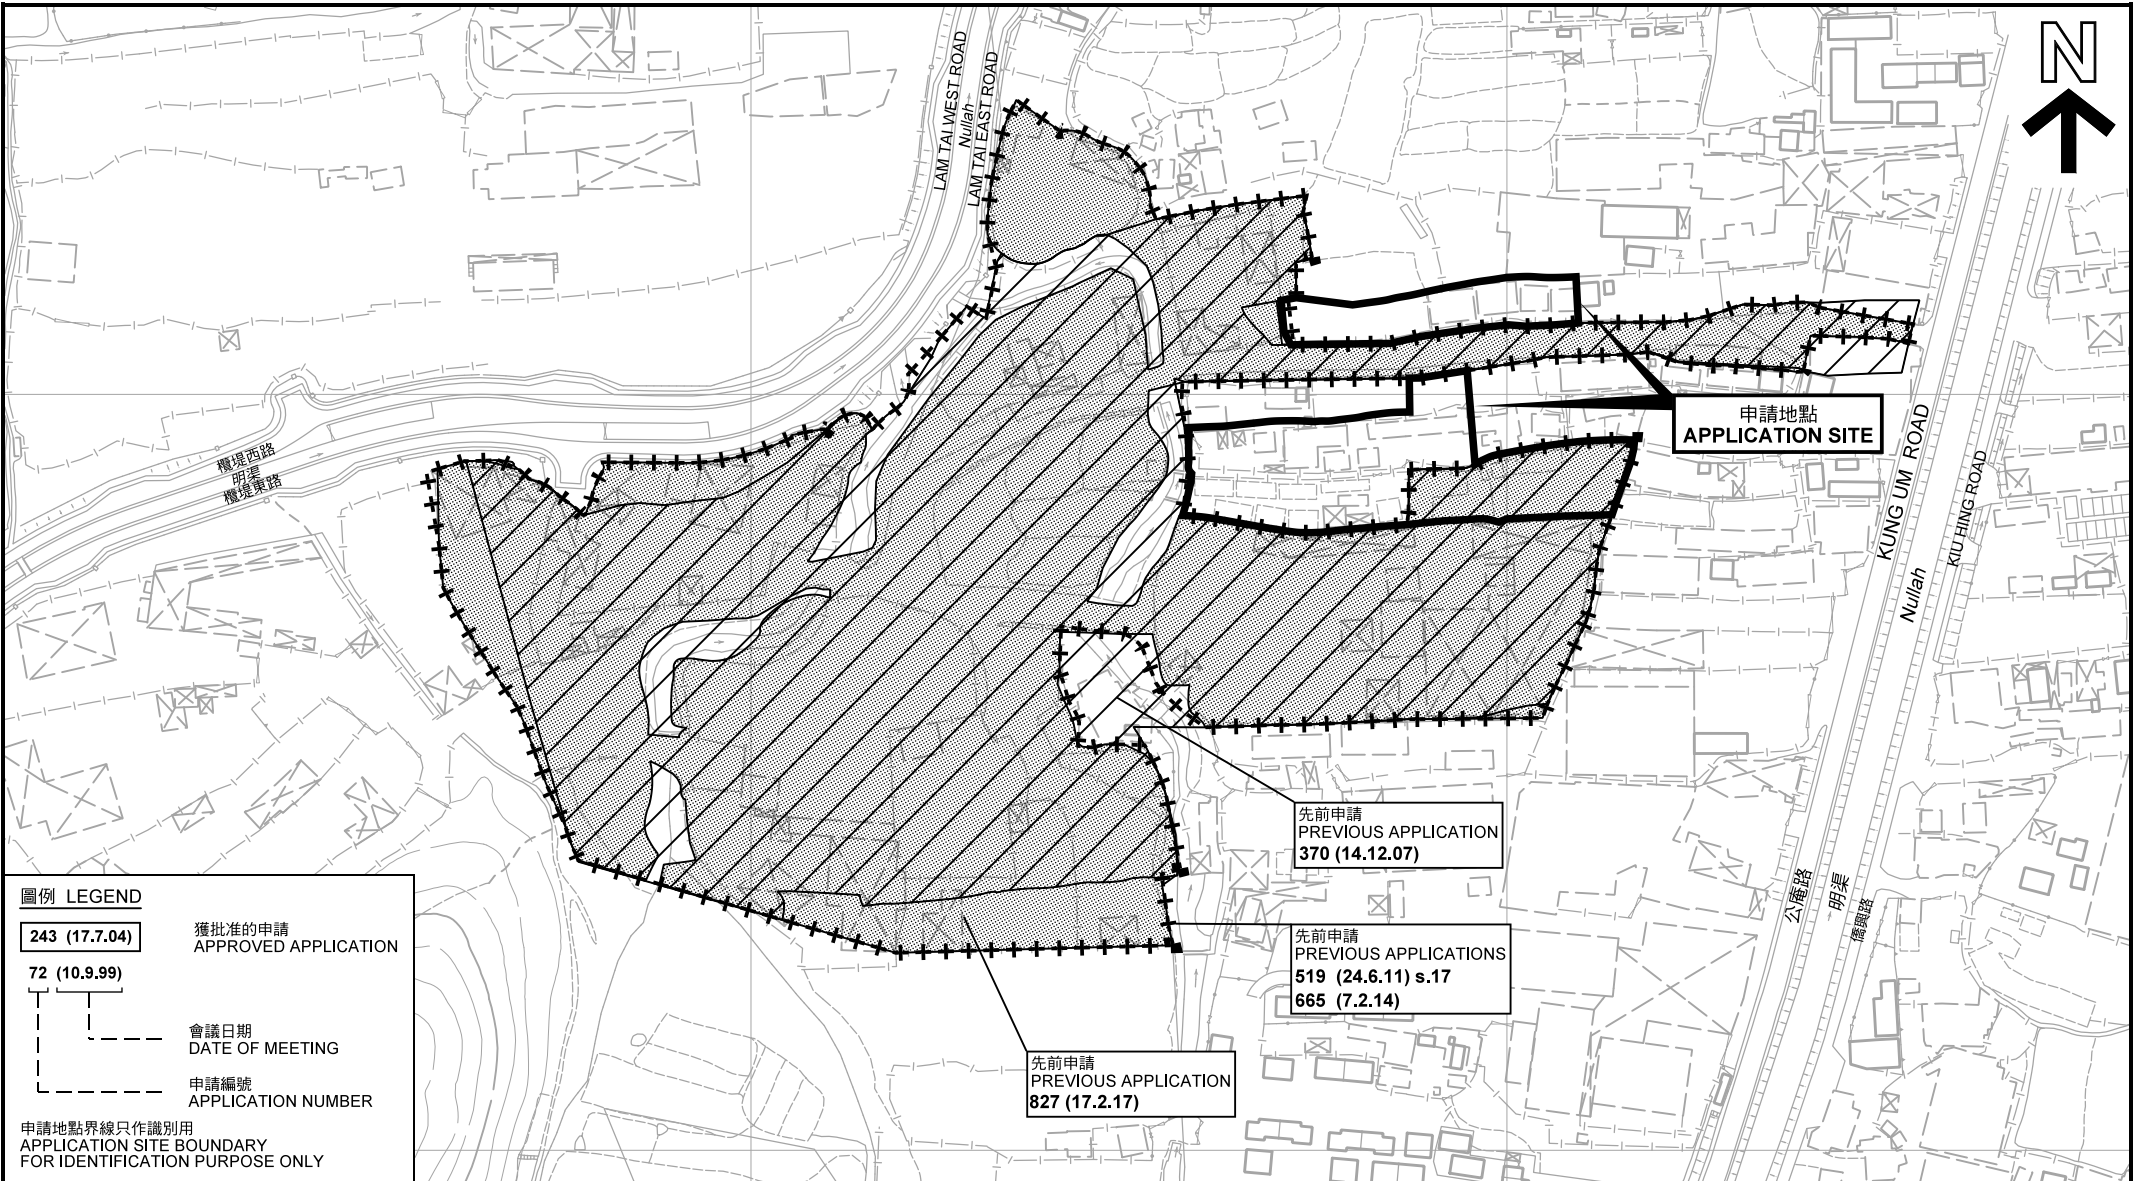 N
LAM TAI WEST ROAD
Nullah
LAM TAI EAST ROAD
欖堤西路
明渠
欖堤東路
申請地點
APPLICATION SITE
KUNG UM ROAD
Nullah
KIU HING ROAD
公庵路
明渠
僑興路
先前申請
PREVIOUS APPLICATION
370 (14.12.07)
先前申請
PREVIOUS APPLICATIONS
519 (24.6.11) s.17
665 (7.2.14)
先前申請
PREVIOUS APPLICATION
827 (17.2.17)
圖例 LEGEND
243 (17.7.04)
獲批准的申請
APPROVED APPLICATION
72 (10.9.99)
會議日期
DATE OF MEETING
申請編號
APPLICATION NUMBER
申請地點界線只作識別用
APPLICATION SITE BOUNDARY
FOR IDENTIFICATION PURPOSE ONLY